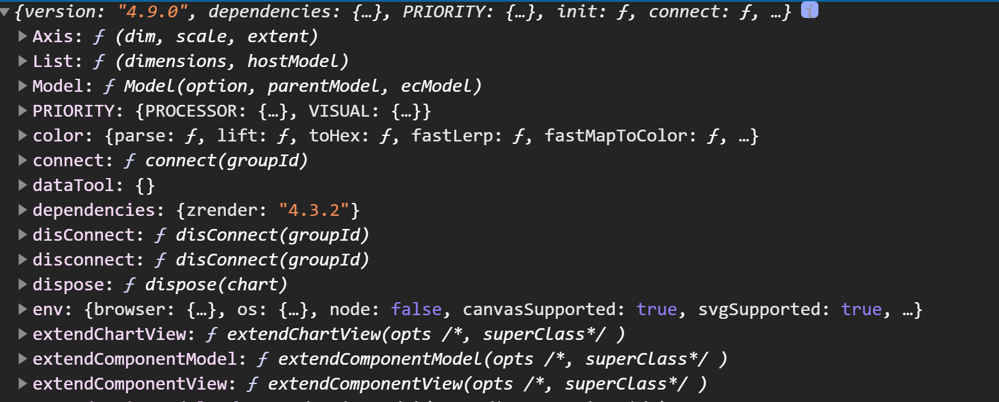 {version: "4.9.0", dependencies: {…}, PRIORITY: {…}, init: ƒ, connect: ƒ, …} i
Axis: ƒ (dim, scale, extent)
List: ƒ (dimensions, hostModel)
Model: ƒ Model(option, parentModel, ecModel)
PRIORITY: {PROCESSOR: {…}, VISUAL: {…}}
color: {parse: ƒ, lift: ƒ, toHex: ƒ, fastLerp: ƒ, fastMapToColor: ƒ, …}
connect: ƒ connect(groupId)
dataTool: {}
dependencies: {zrender: "4.3.2"}
disConnect: ƒ disConnect(groupId)
disconnect: ƒ disConnect(groupId)
dispose: ƒ dispose(chart)
env: {browser: {…}, os: {…}, node: false, canvasSupported: true, svgSupported: true, …}
extendChartView: ƒ extendChartView(opts /*, superClass*/ )
extendComponentModel: ƒ extendComponentModel(opts /*, superClass*/ )
extendComponentView: ƒ extendComponentView(opts /*, superClass*/ )